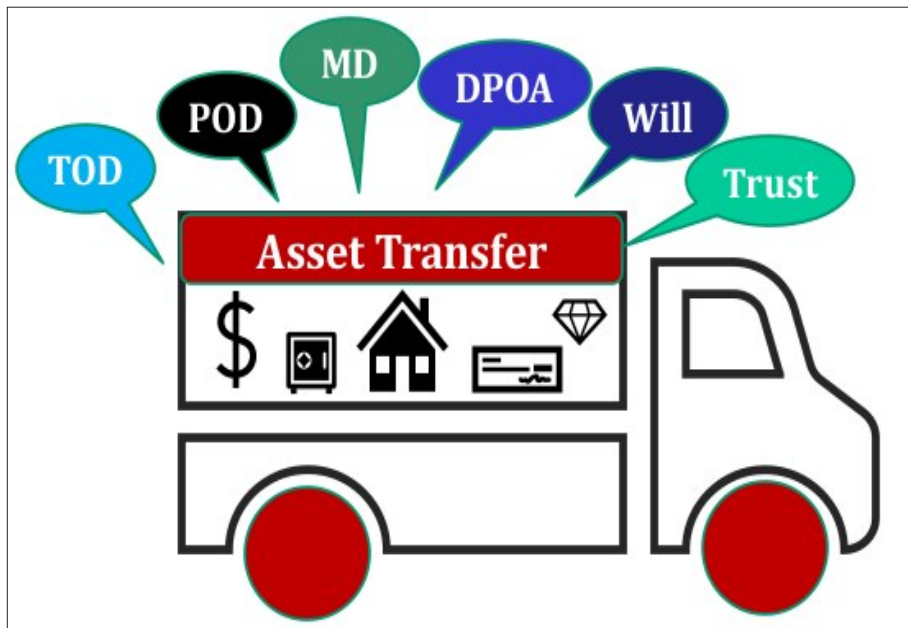 TOD
POD
MD
DPOA
Will
Trust
Asset Transfer
$